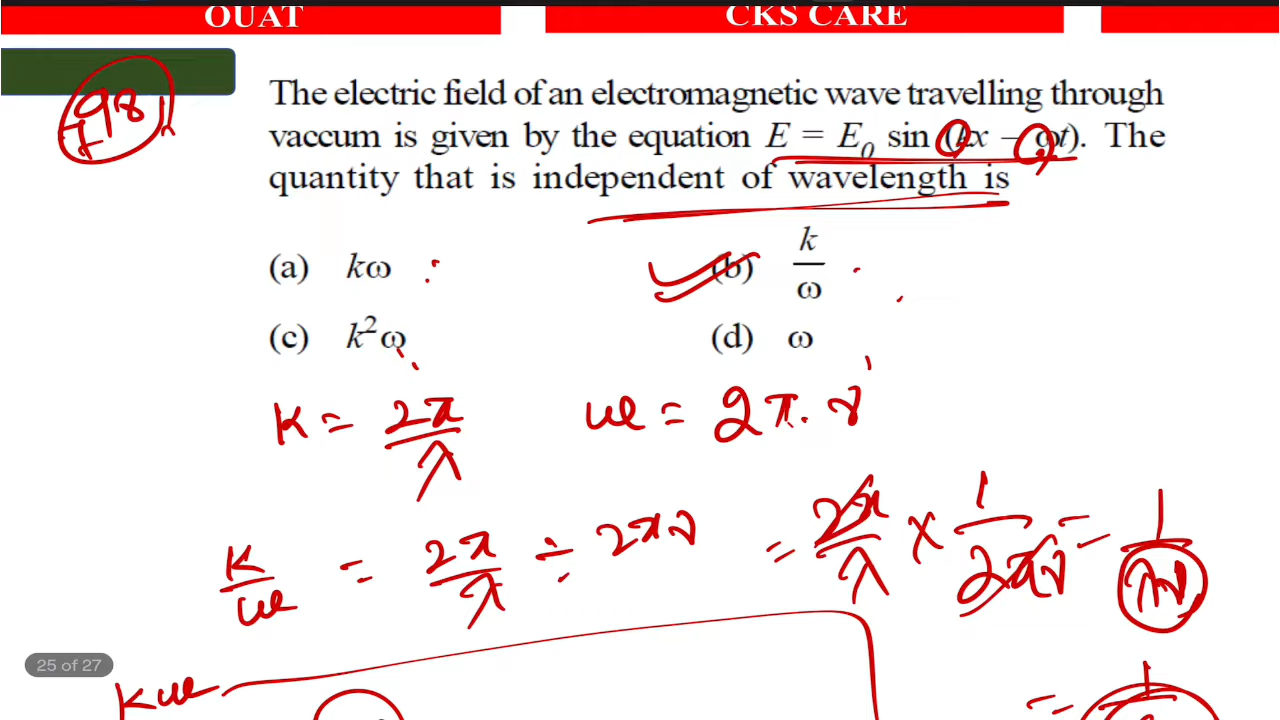 OUAT CKS CARE
98
The electric field of an electromagnetic wave travelling through
vaccum is given by the equation E = E₀ sin (kx – ωt). The
quantity that is independent of wavelength is
(a) kω (b) k/ω
(c) k²ω (d) ω
K = 2π/λ ω = 2π.ν
K/ω = 2π/λ ÷ 2πν = 2π/λ × 1/2πν = 1/λν
Kω = 1
25 of 27